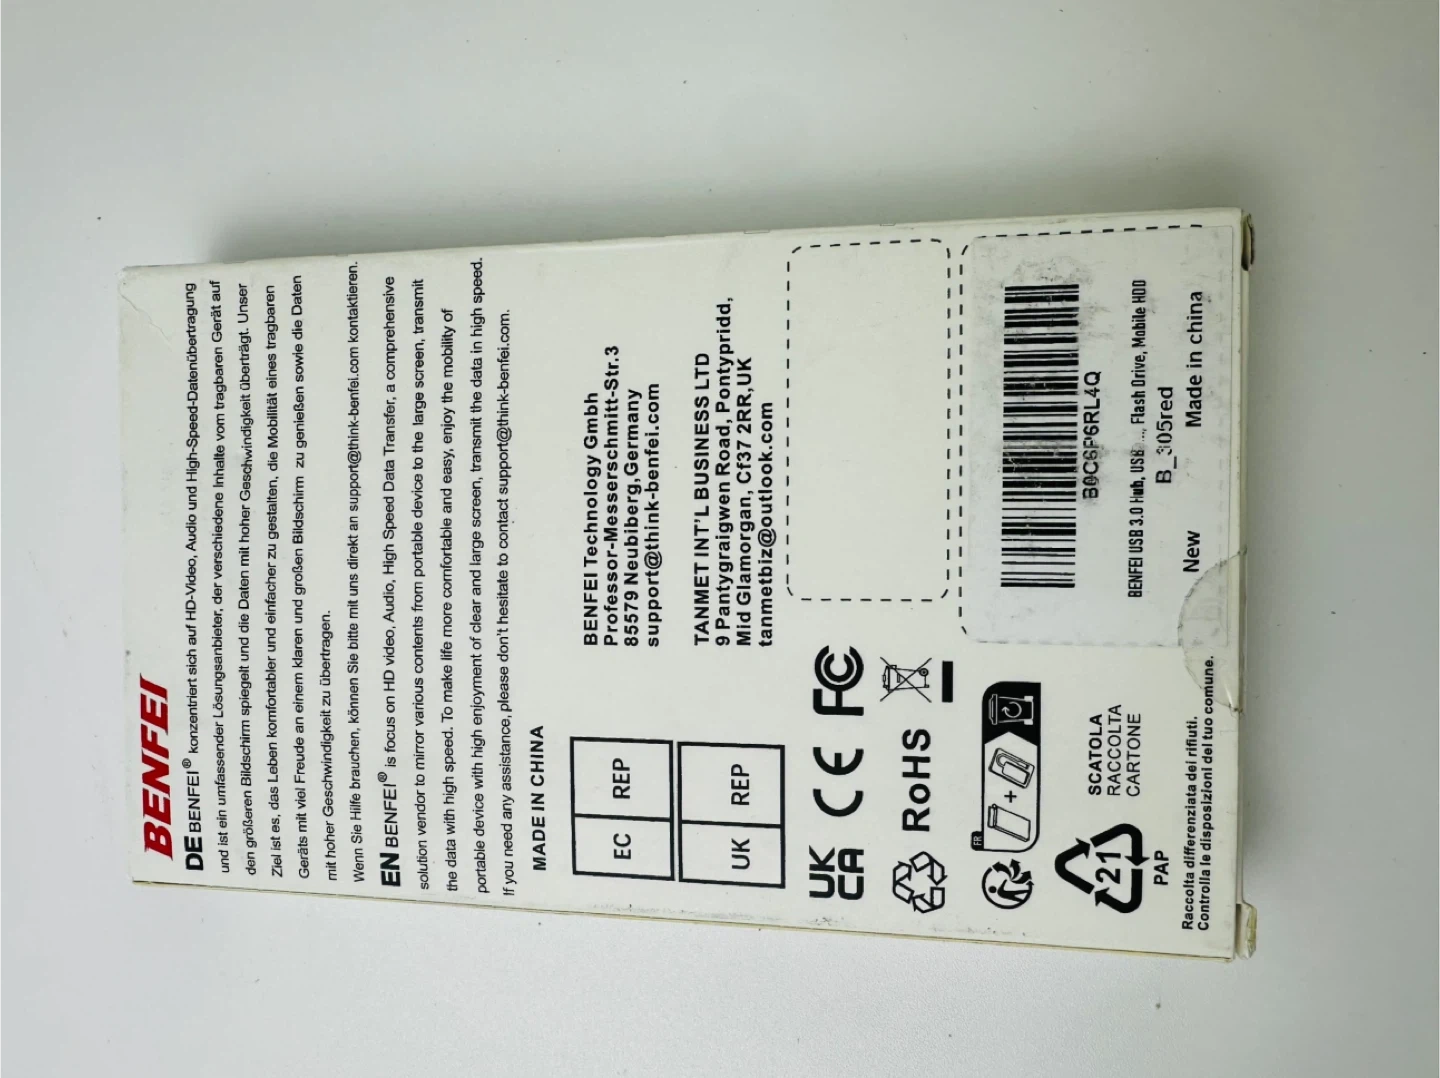 BENFEI
DE BENFEI® konzentriert sich auf HD-Video, Audio und High-Speed-Datenübertragung
und ist ein umfassender Lösungsanbieter, der verschiedene Inhalte vom tragbaren Gerät auf
den größeren Bildschirm spiegelt und die Daten mit hoher Geschwindigkeit überträgt. Unser
Ziel ist es, das Leben komfortabler und einfacher zu gestalten, die Mobilität eines tragbaren
Geräts mit viel Freude an einem klaren und großen Bildschirm zu genießen sowie die Daten
mit hoher Geschwindigkeit zu übertragen.
Wenn Sie Hilfe brauchen, können Sie bitte mit uns direkt an support@think-benfei.com kontaktieren.
EN BENFEI® is focus on HD video, Audio, High Speed Data Transfer, a comprehensive
solution vendor to mirror various contents from portable device to the large screen, transmit
the data with high speed. To make life more comfortable and easy, enjoy the mobility of
portable device with high enjoyment of clear and large screen, transmit the data in high speed.
If you need any assistance, please don't hesitate to contact support@think-benfei.com.
MADE IN CHINA
EC REP
BENFEI Technology Gmbh
Professor-Messerschmitt-Str.3
85579 Neubiberg,Germany
support@think-benfei.com
UK REP
TANMET INT'L BUSINESS LTD
9 Pantygraigwen Road, Pontypridd,
Mid Glamorgan, Cf37 2RR,UK
tanmetbiz@outlook.com
UK
CA CE FC
RoHS
FR
21
PAP
SCATOLA
RACCOLTA
CARTONE
Raccolta differenziata dei rifiuti.
Controlla le disposizioni del tuo comune.
B0C6P6RL4Q
BENFEI USB 3.0 Hub, USB ..., Flash Drive, Mobile HDD
B_305red
New Made in china